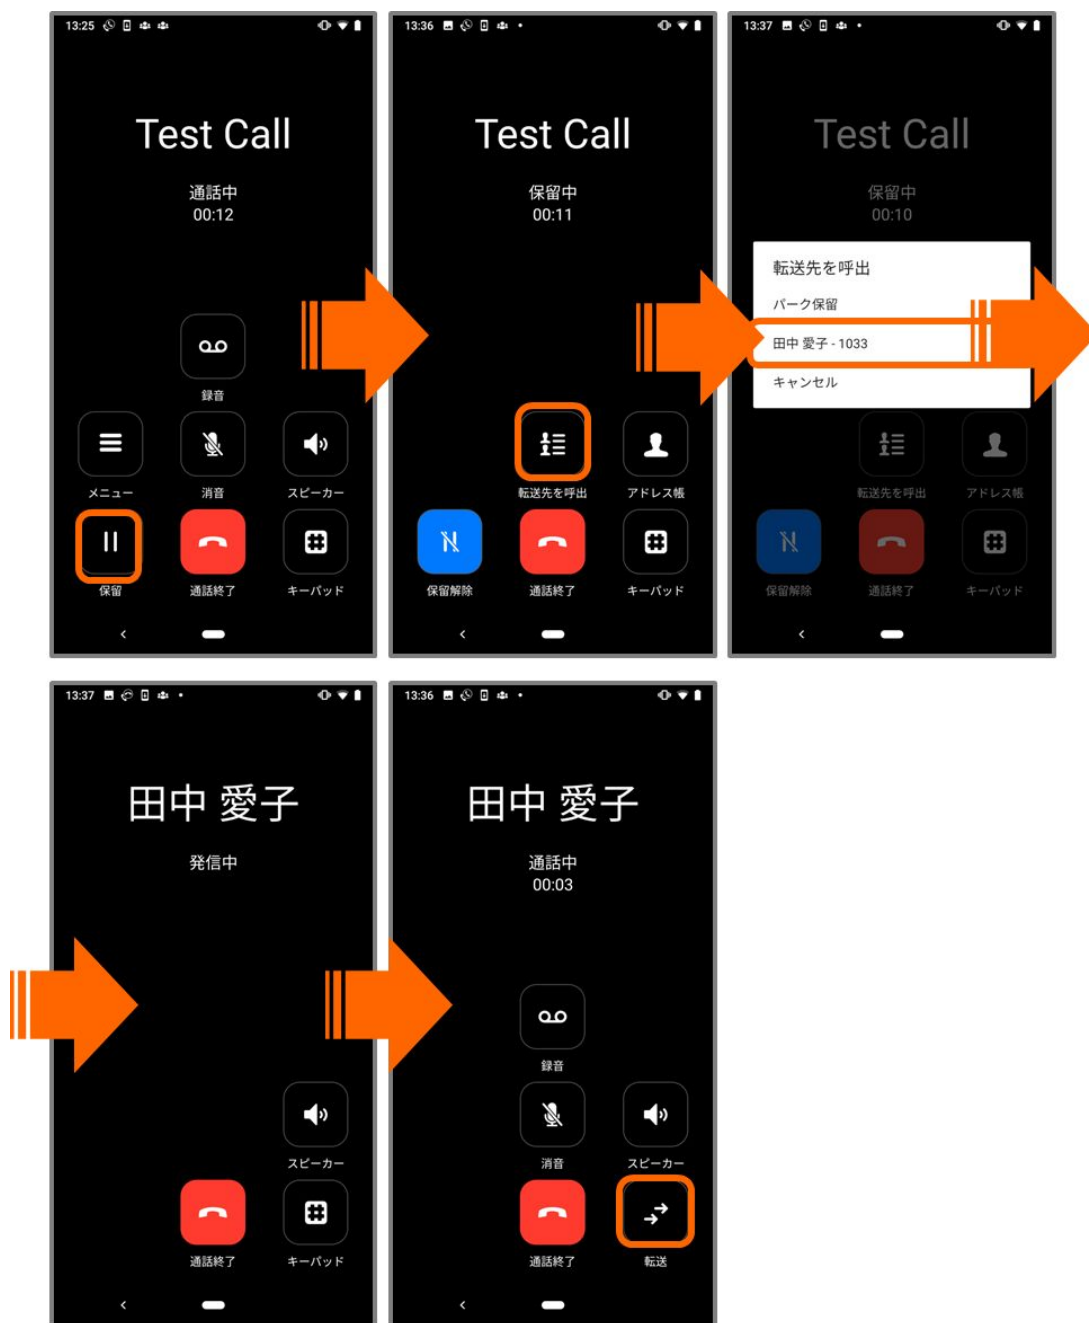 13:25
Test Call
通話中
00:12
録音
メニュー 消音 スピーカー
保留 通話終了 キーパッド
13:36
Test Call
保留中
00:11
転送先を呼出 アドレス帳
保留解除 通話終了 キーパッド
13:37
Test Call
保留中
00:10
転送先を呼出
パーク保留
田中 愛子 - 1033
キャンセル
転送先を呼出 アドレス帳
保留解除 通話終了 キーパッド
13:37
田中 愛子
発信中
スピーカー
通話終了 キーパッド
13:36
田中 愛子
通話中
00:03
録音
消音 スピーカー
通話終了 転送